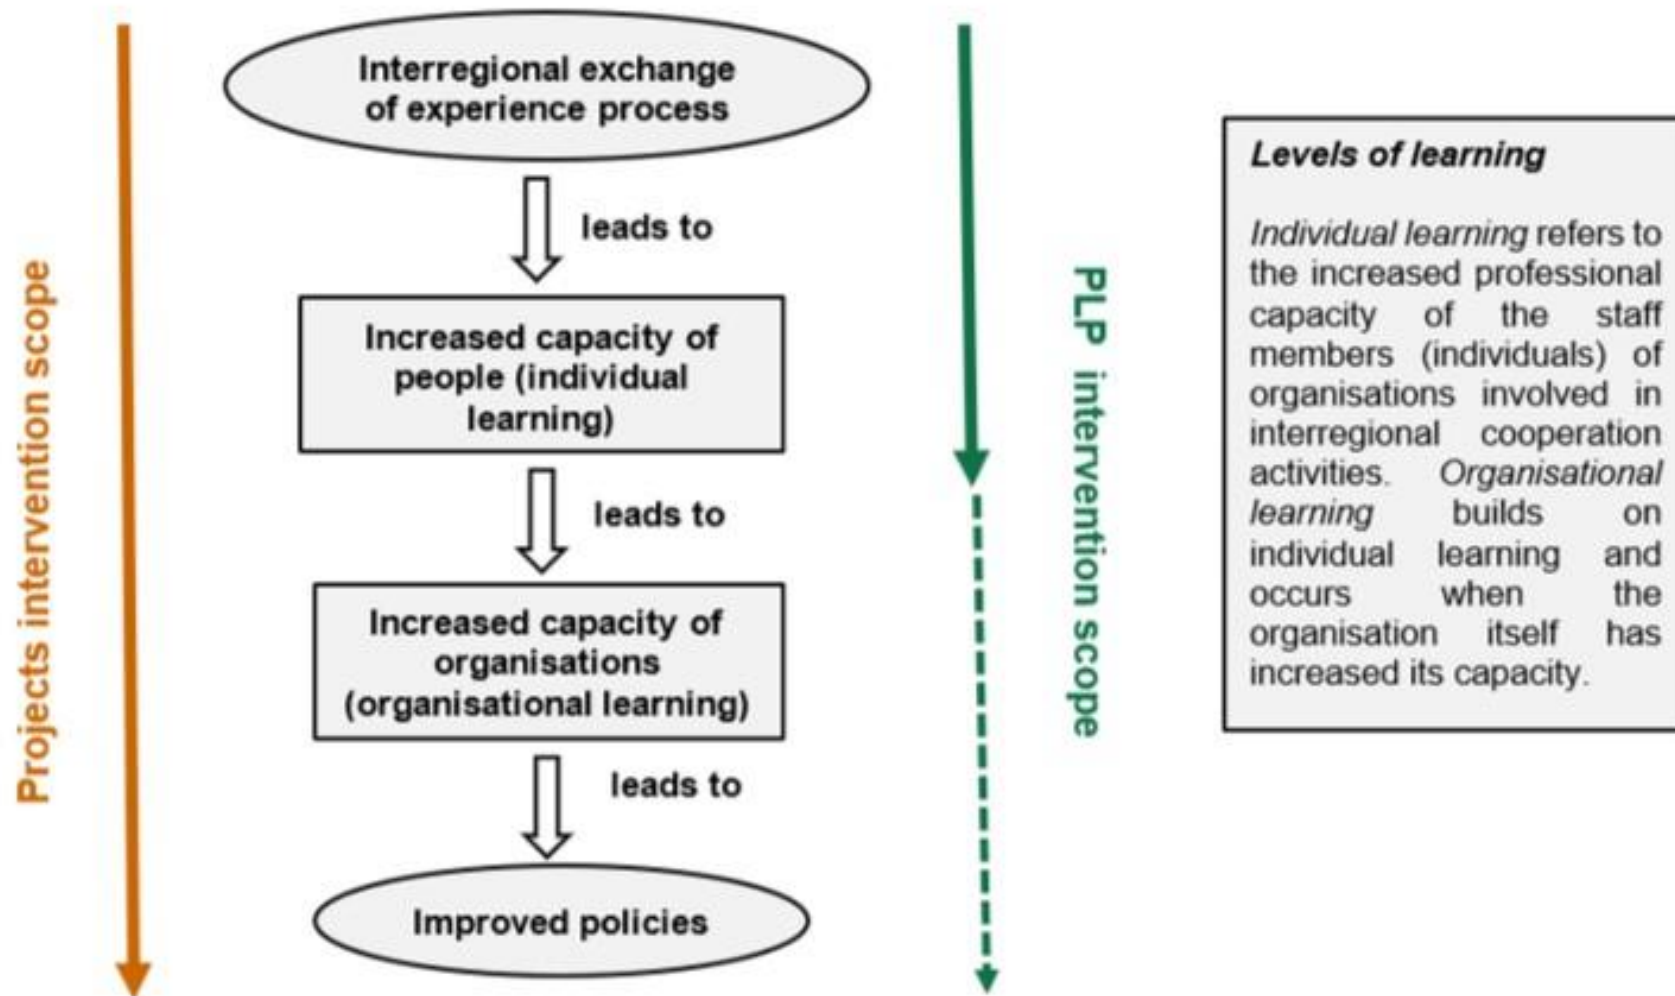 Projects intervention scope
Interregional exchange
of experience process
leads to
Increased capacity of
people (individual
learning)
leads to
Increased capacity of
organisations
(organisational learning)
leads to
Improved policies
PLP intervention scope
Levels of learning
Individual learning refers to
the increased professional
capacity of the staff
members (individuals) of
organisations involved in
interregional cooperation
activities. Organisational
learning builds on
individual learning and
occurs when the
organisation itself has
increased its capacity.